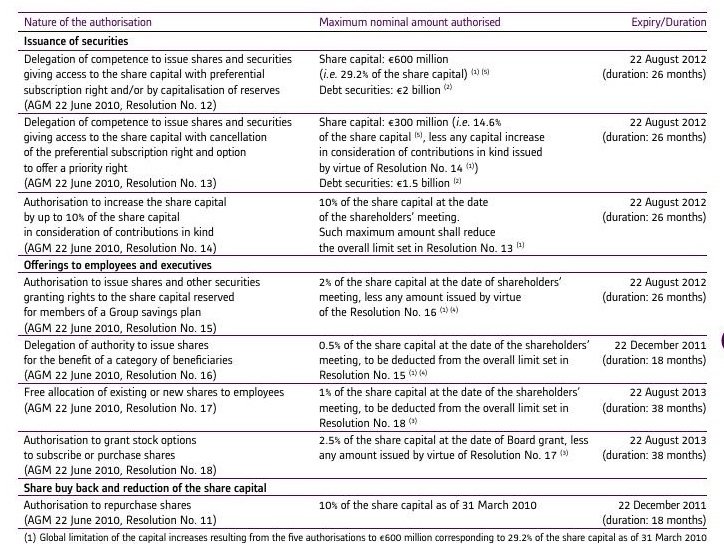 Nature of the authorisation Maximum nominal amount authorised Expiry/Duration
Issuance of securities
Delegation of competence to issue shares and securities Share capital: €600 million 22 August 2012
giving access to the share capital with preferential (i.e. 29.2% of the share capital) (1) (5) (duration: 26 months)
subscription right and/or by capitalisation of reserves Debt securities: €2 billion (2)
(AGM 22 June 2010, Resolution No. 12)
Delegation of competence to issue shares and securities Share capital: €300 million (i.e. 14.6% 22 August 2012
giving access to the share capital with cancellation of the share capital (5), less any capital increase (duration: 26 months)
of the preferential subscription right and option in consideration of contributions in kind issued
to offer a priority right by virtue of Resolution No. 14 (1))
(AGM 22 June 2010, Resolution No. 13) Debt securities: €1.5 billion (2)
Authorisation to increase the share capital 10% of the share capital at the date 22 August 2012
by up to 10% of the share capital of the shareholders' meeting. (duration: 26 months)
in consideration of contributions in kind Such maximum amount shall reduce
(AGM 22 June 2010, Resolution No. 14) the overall limit set in Resolution No. 13 (1)
Offerings to employees and executives
Authorisation to issue shares and other securities 2% of the share capital at the date of shareholders' 22 August 2012
granting rights to the share capital reserved meeting, less any amount issued by virtue (duration: 26 months)
for members of a Group savings plan of the Resolution No. 16 (1) (4)
(AGM 22 June 2010, Resolution No. 15)
Delegation of authority to issue shares 0.5% of the share capital at the date of the shareholders' 22 December 2011
for the benefit of a category of beneficiaries meeting, to be deducted from the overall limit set in (duration: 18 months)
(AGM 22 June 2010, Resolution No. 16) Resolution No. 15 (1) (4)
Free allocation of existing or new shares to employees 1% of the share capital at the date of the shareholders' 22 August 2013
(AGM 22 June 2010, Resolution No. 17) meeting, to be deducted from the overall limit set in (duration: 38 months)
Resolution No. 18 (3)
Authorisation to grant stock options 2.5% of the share capital at the date of Board grant, less 22 August 2013
to subscribe or purchase shares any amount issued by virtue of Resolution No. 17 (3) (duration: 38 months)
(AGM 22 June 2010, Resolution No. 18)
Share buy back and reduction of the share capital
Authorisation to repurchase shares 10% of the share capital as of 31 March 2010 22 December 2011
(AGM 22 June 2010, Resolution No. 11) (duration: 18 months)
(1) Global limitation of the capital increases resulting from the five authorisations to €600 million corresponding to 29.2% of the share capital as of 31 March 2010